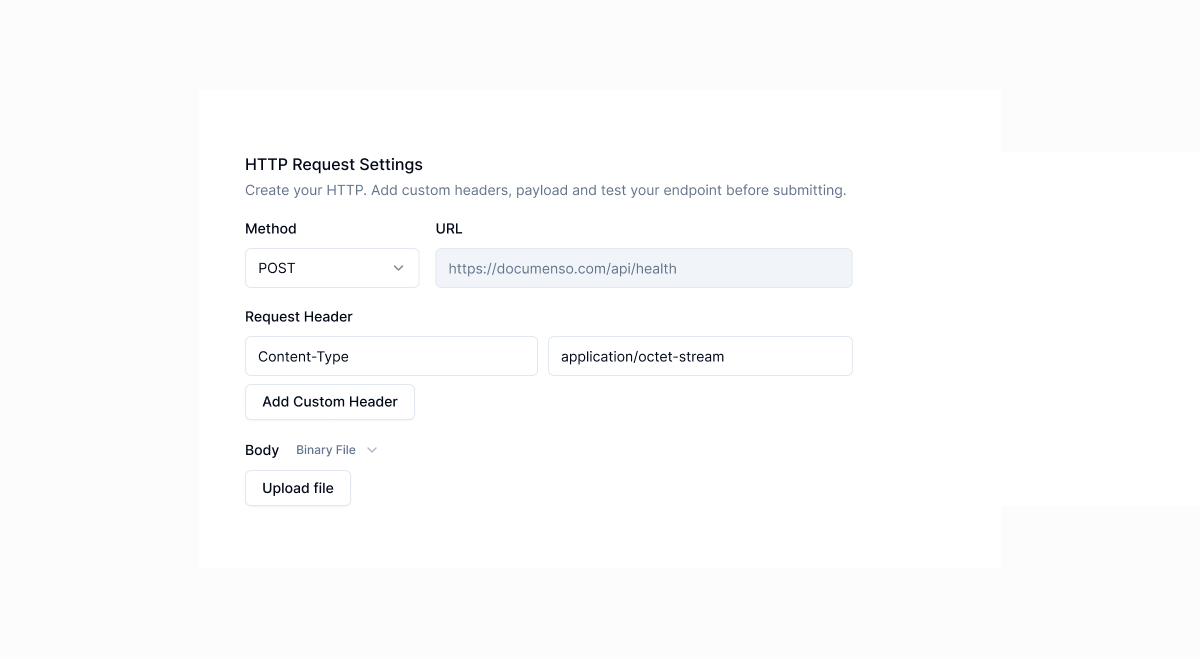 HTTP Request Settings
Create your HTTP. Add custom headers, payload and test your endpoint before submitting.
Method URL
POST https://documenso.com/api/health
Request Header
Content-Type application/octet-stream
Add Custom Header
Body Binary File
Upload file